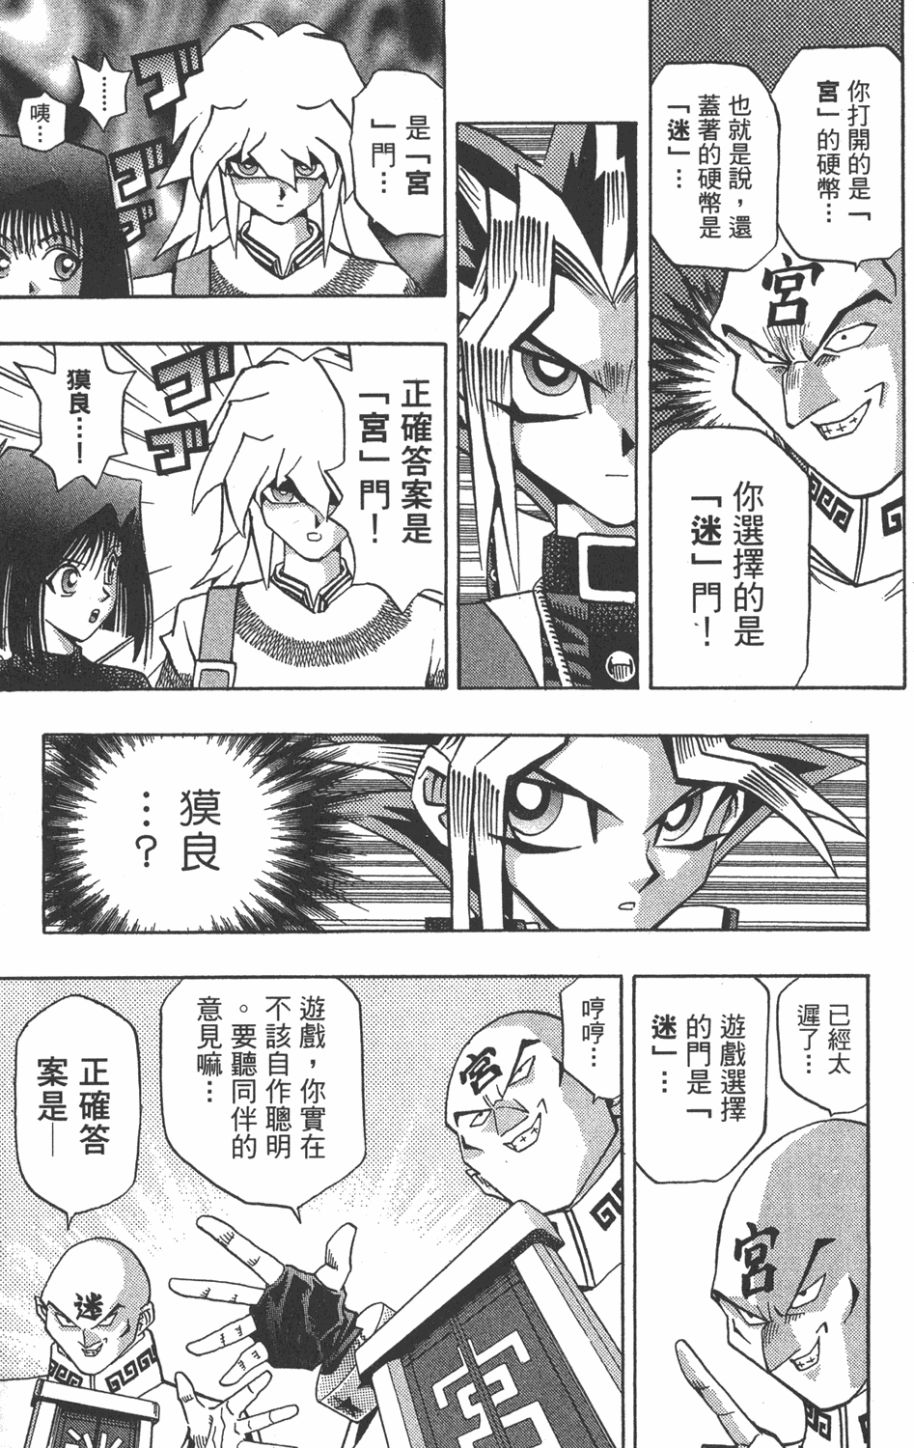 你打開的是「
宮」的硬幣…
也就是說，還
蓋著的硬幣是
「迷」…
宮
你選擇的是
「迷」門！
是「宮
」門…
ゴ
ゴ
ゴ
……
咦…
正確答案是
「宮」門！
ゴ
ゴ
獏良…！
獏良
…？
已經太
遲了…
遊戲選擇
的門是「
迷」…
宮
哼哼…
宮
遊戲，你實在
不該自作聰明
。要聽同伴的
意見嘛…
正確答
案是—
迷
宮